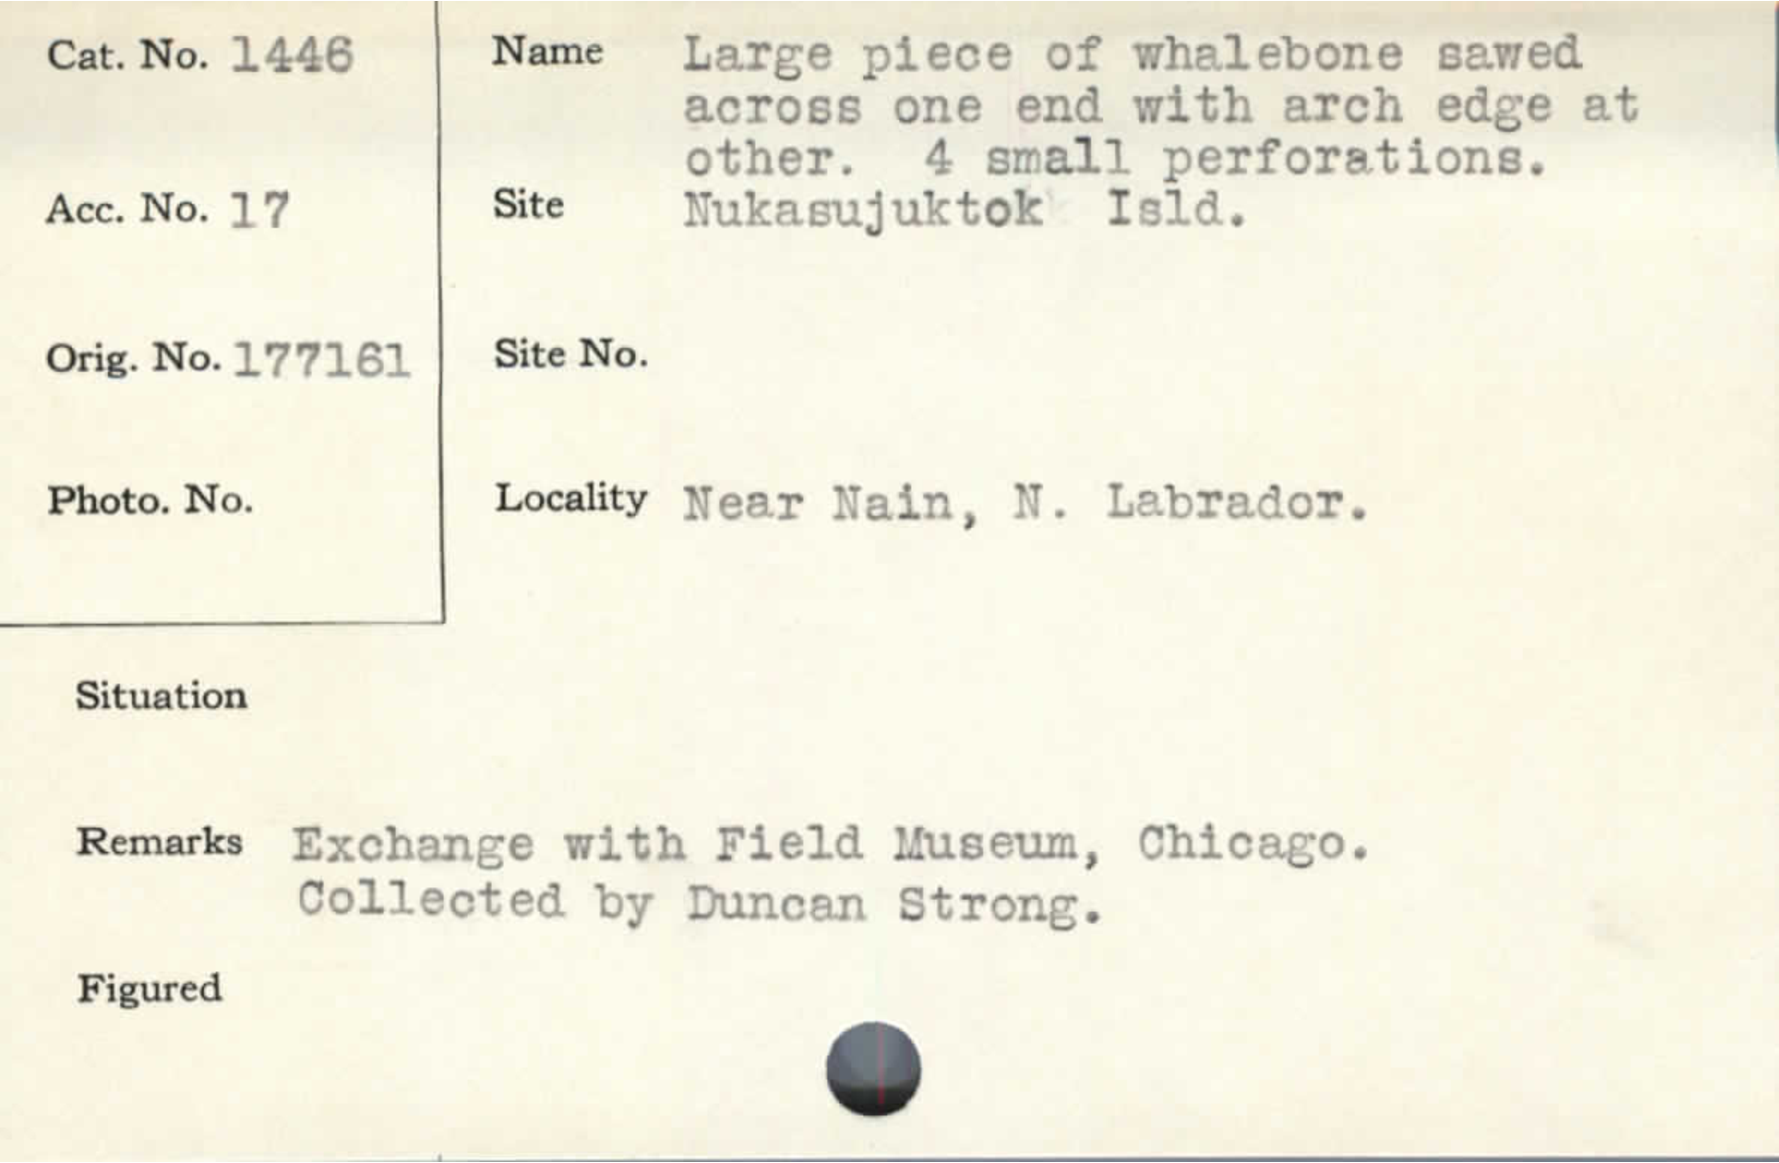 Cat. No. 1446
Name Large piece of whalebone sawed
across one end with arch edge at
other. 4 small perforations.
Acc. No. 17
Site Nukasujuktok Isld.
Orig. No. 177161
Site No.
Photo. No.
Locality Near Nain, N. Labrador.
Situation
Remarks Exchange with Field Museum, Chicago.
Collected by Duncan Strong.
Figured